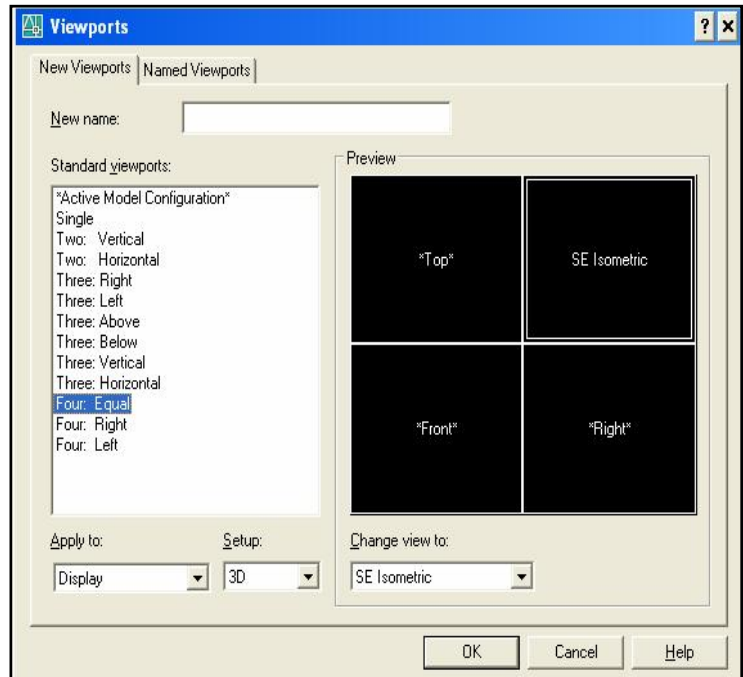 Viewports
New Viewports Named Viewports
New name:
Standard viewports:
*Active Model Configuration*
Single
Two: Vertical
Two: Horizontal
Three: Right
Three: Left
Three: Above
Three: Below
Three: Vertical
Three: Horizontal
Four: Equal
Four: Right
Four: Left
Apply to:
Display
Setup:
3D
Preview
*Top*
SE Isometric
*Front*
*Right*
Change view to:
SE Isometric
OK Cancel Help